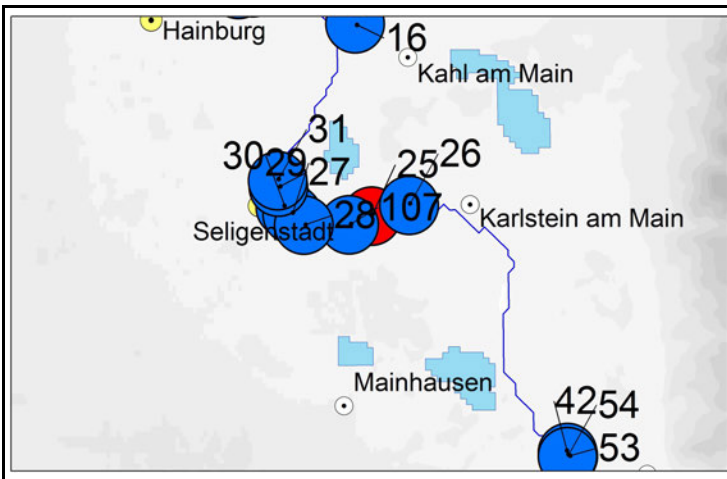 Hainburg
16
Kahl am Main
31
30
29
27
25
26
28
107
Seligenstadt
Karlstein am Main
Mainhausen
42
54
53